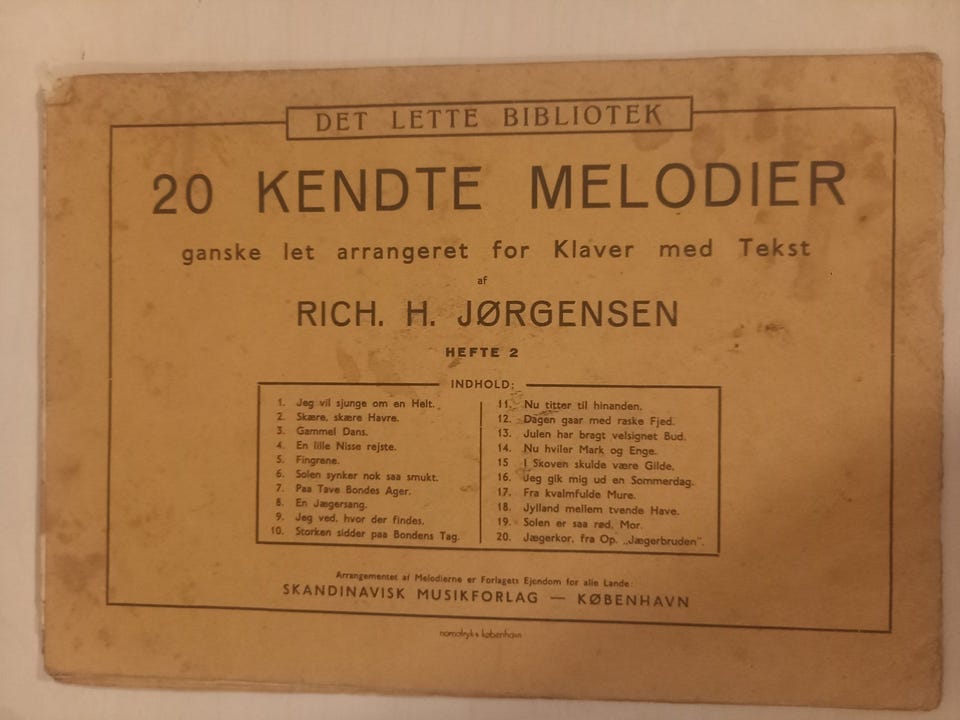 DET LETTE BIBLIOTEK
20 KENDTE MELODIER
ganske let arrangeret for Klaver med Tekst
af
RICH. H. JØRGENSEN
HEFTE 2
INDHOLD:
1. Jeg vil sjunge om en Helt.
2. Skære, skære Havre.
3. Gammel Dans.
4. En lille Nisse rejste.
5. Fingrene.
6. Solen synker nok saa smukt.
7. Paa Tave Bondes Ager.
8. En Jægersang.
9. Jeg ved, hvor der findes.
10. Storken sidder paa Bondens Tag.
11. Nu titter til hinanden.
12. Dagen gaar med raske Fjed.
13. Julen har bragt velsignet Bud.
14. Nu hviler Mark og Enge.
15 I Skoven skulde være Gilde.
16. Jeg gik mig ud en Sommerdag.
17. Fra kvalmfulde Mure.
18. Jylland mellem tvende Have.
19. Solen er saa rød, Mor.
20. Jægerkor, fra Op. „Jægerbruden".
Arrangementet af Melodierne er Forlagets Ejendom for alle Lande:
SKANDINAVISK MUSIKFORLAG — KØBENHAVN
københavn